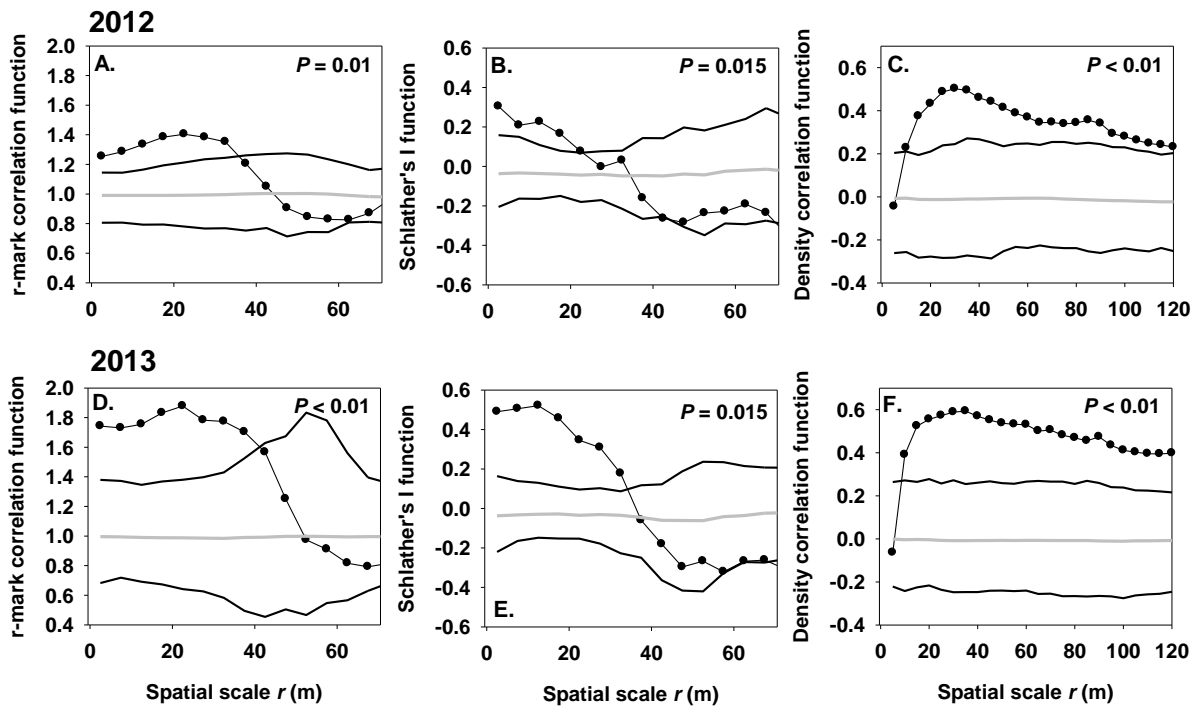 2012
r-mark correlation function
2.0
1.8
1.6
1.4
1.2
1.0
0.8
0.6
0.4
A.
P = 0.01
0 20 40 60
Schlather's I function
0.6
0.4
0.2
0.0
-0.2
-0.4
-0.6
B.
P = 0.015
0 20 40 60
Density correlation function
0.6
0.4
0.2
0.0
-0.2
-0.4
C.
P < 0.01
0 20 40 60 80 100 120
2013
r-mark correlation function
2.0
1.8
1.6
1.4
1.2
1.0
0.8
0.6
0.4
D.
P < 0.01
0 20 40 60
Spatial scale r (m)
Schlather's I function
0.6
0.4
0.2
0.0
-0.2
-0.4
-0.6
P = 0.015
E.
0 20 40 60
Spatial scale r (m)
Density correlation function
0.6
0.4
0.2
0.0
-0.2
-0.4
F.
P < 0.01
0 20 40 60 80 100 120
Spatial scale r (m)